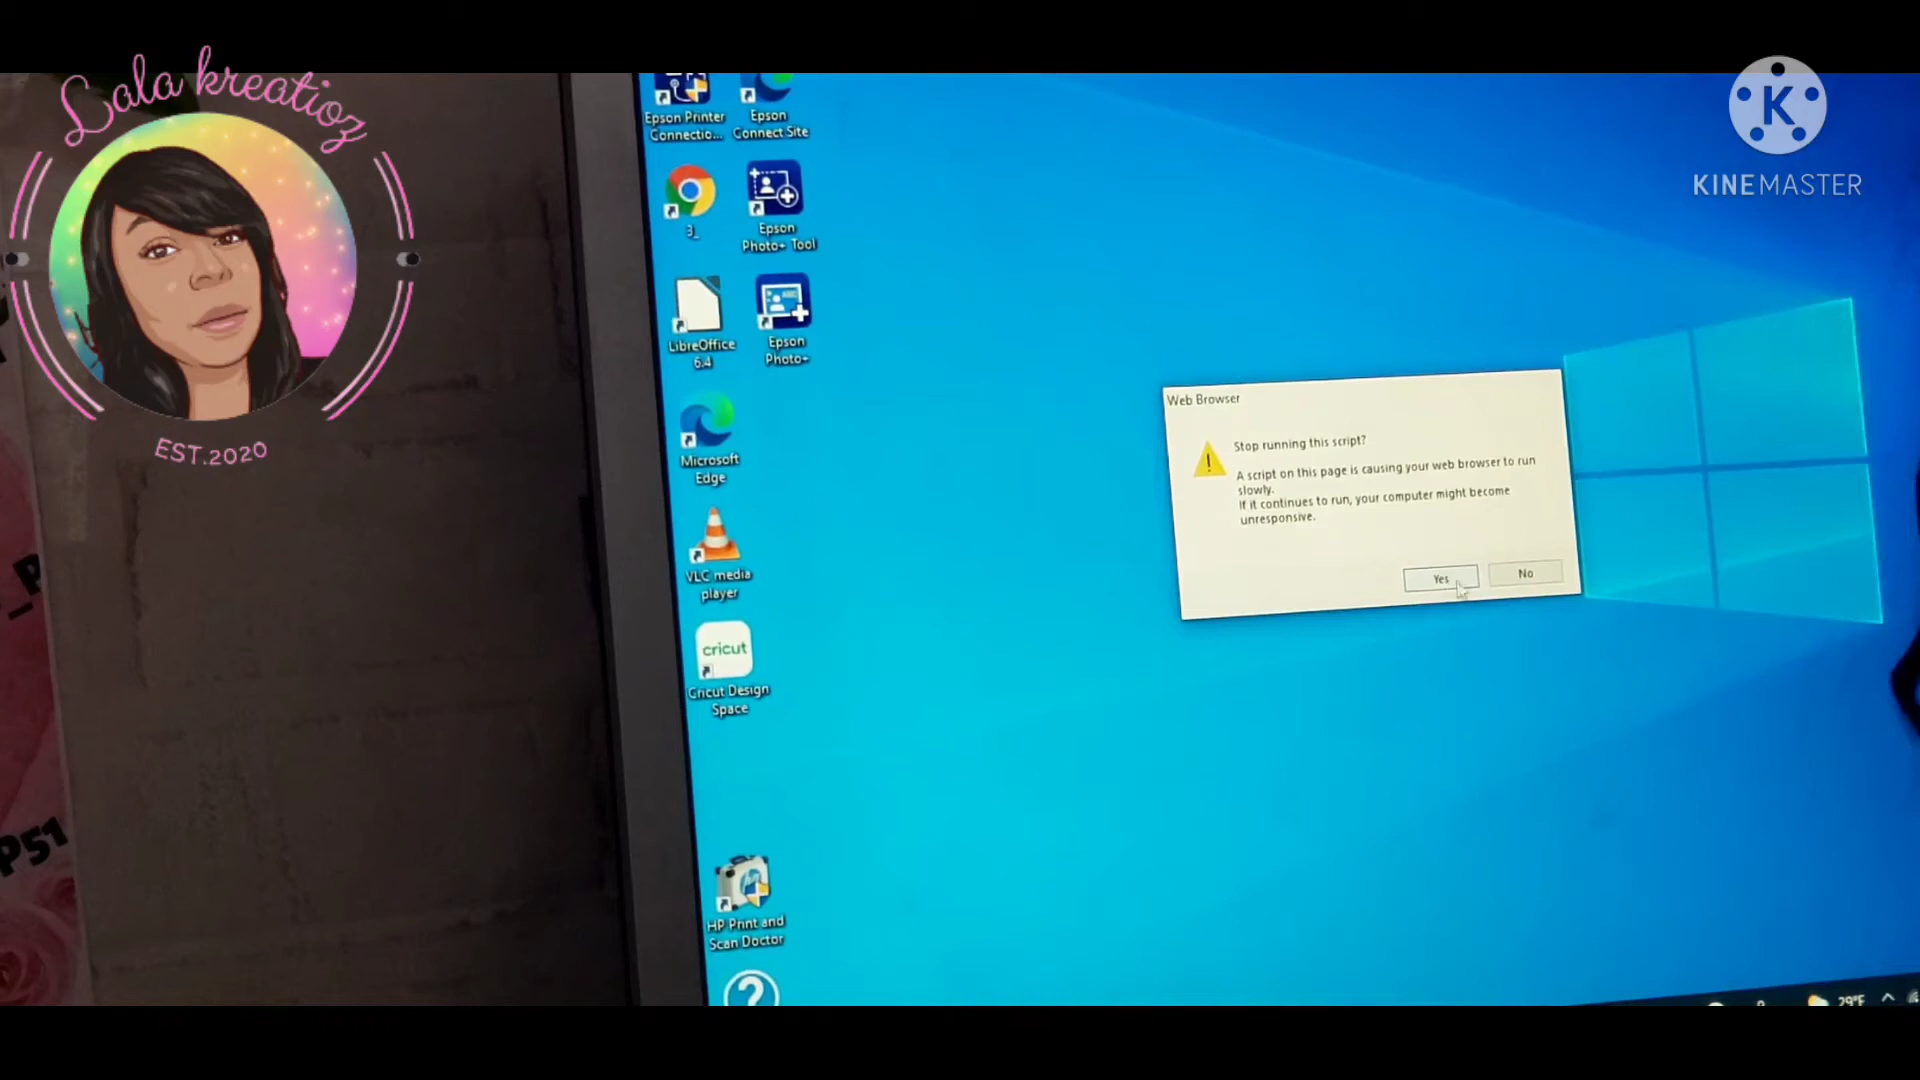 Lala kreatioz
EST.2020
KINEMASTER
K
Epson Printer
Connectio...
Epson
Connect Site
3_
Epson
Photo+ Tool
LibreOffice
6.4
Epson
Photo+
Microsoft
Edge
VLC media
player
cricut
Cricut Design
Space
HP Print and
Scan Doctor
?
Web Browser
!
Stop running this script?
A script on this page is causing your web browser to run
slowly.
If it continues to run, your computer might become
unresponsive.
Yes
No
29°F
P51